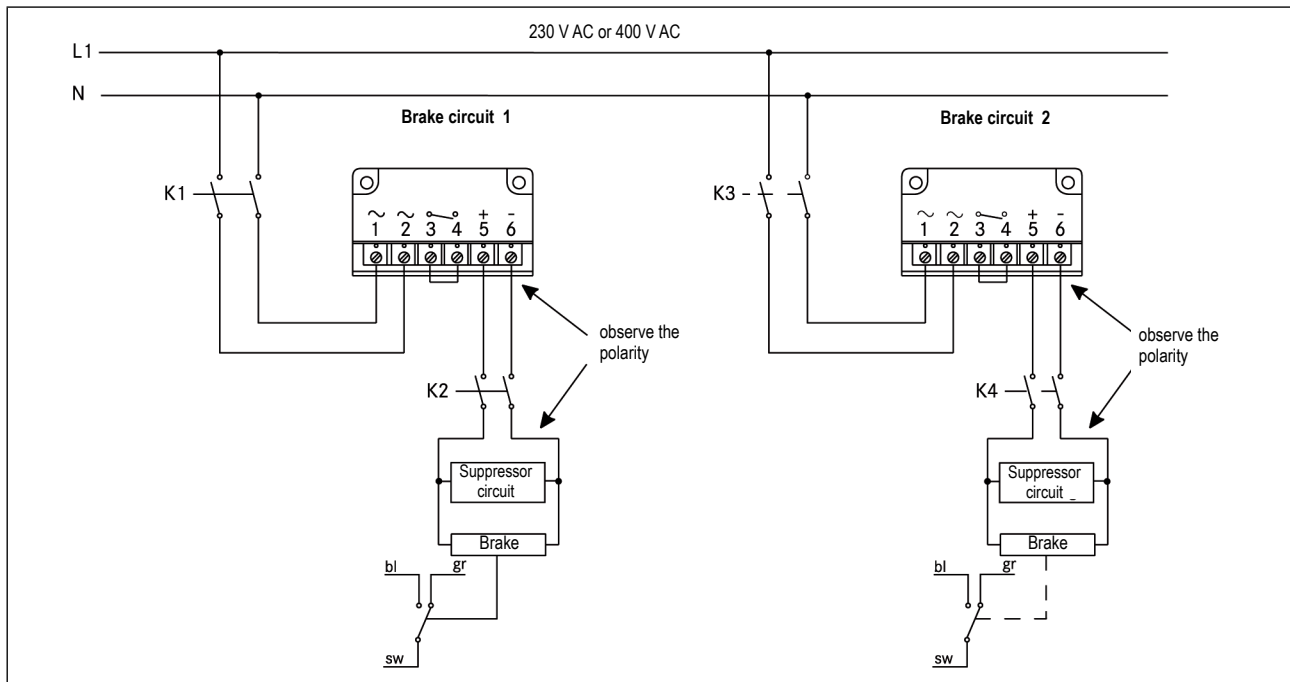 230 V AC or 400 V AC
L1
N
Brake circuit 1
Brake circuit 2
K1
K3
∼ ∼ + −
1 2 3 4 5 6
∼ ∼ + −
1 2 3 4 5 6
observe the
polarity
observe the
polarity
K2
K4
Suppressor
circuit
Suppressor
circuit
Brake
Brake
bl gr
bl gr
sw
sw